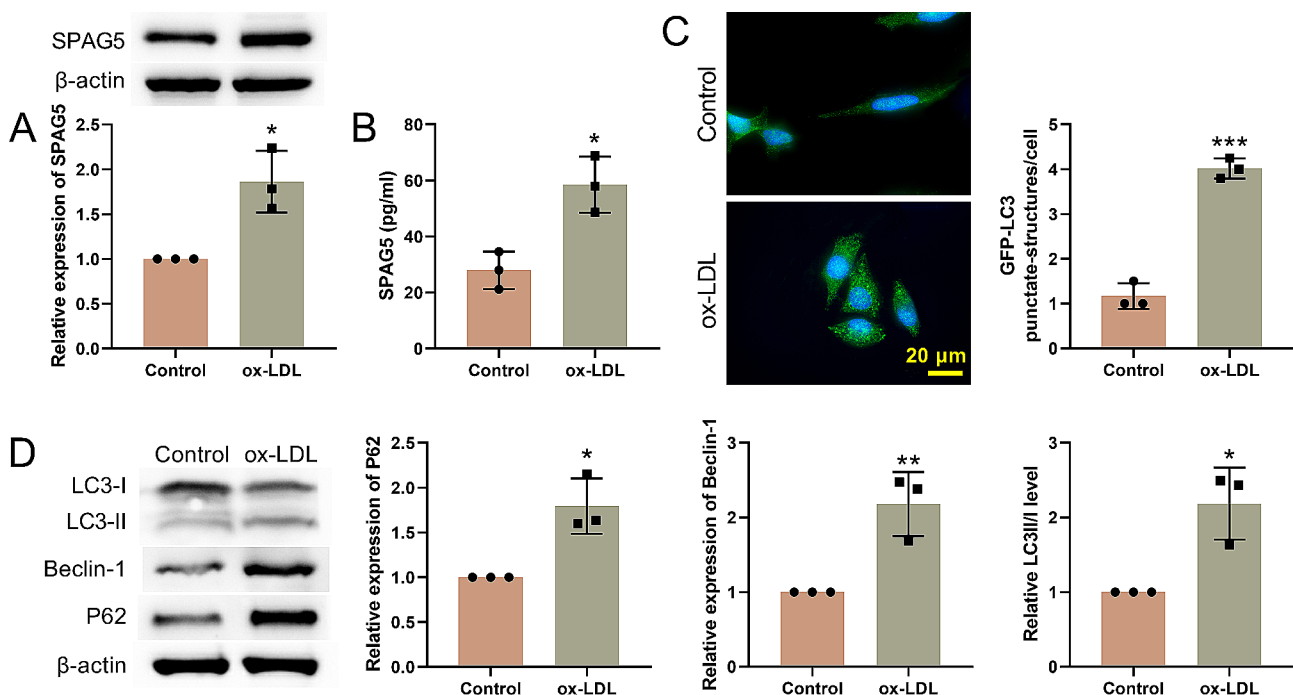 SPAG5
β-actin
A
Relative expression of SPAG5
2.5
2.0
1.5
1.0
0.5
0.0
*
Control
ox-LDL
B
SPAG5 (pg/ml)
80
60
40
20
0
*
Control
ox-LDL
C
Control
ox-LDL
20 μm
GFP-LC3
punctate-structures/cell
5
4
3
2
1
0
***
Control
ox-LDL
D
Control ox-LDL
LC3-I
LC3-II
Beclin-1
P62
β-actin
Relative expression of P62
2.5
2.0
1.5
1.0
0.5
0.0
*
Control
ox-LDL
Relative expression of Beclin-1
3
2
1
0
**
Control
ox-LDL
Relative LC3II/I level
3
2
1
0
*
Control
ox-LDL